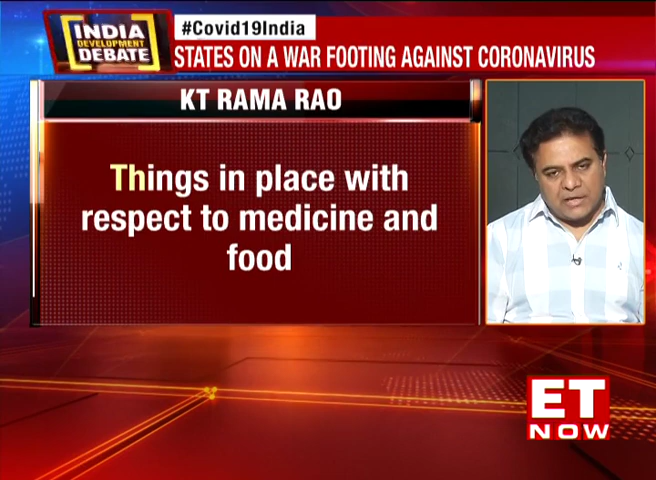 INDIA
DEVELOPMENT
DEBATE
#Covid19India
STATES ON A WAR FOOTING AGAINST CORONAVIRUS
KT RAMA RAO
Things in place with
respect to medicine and
food
ET
NOW